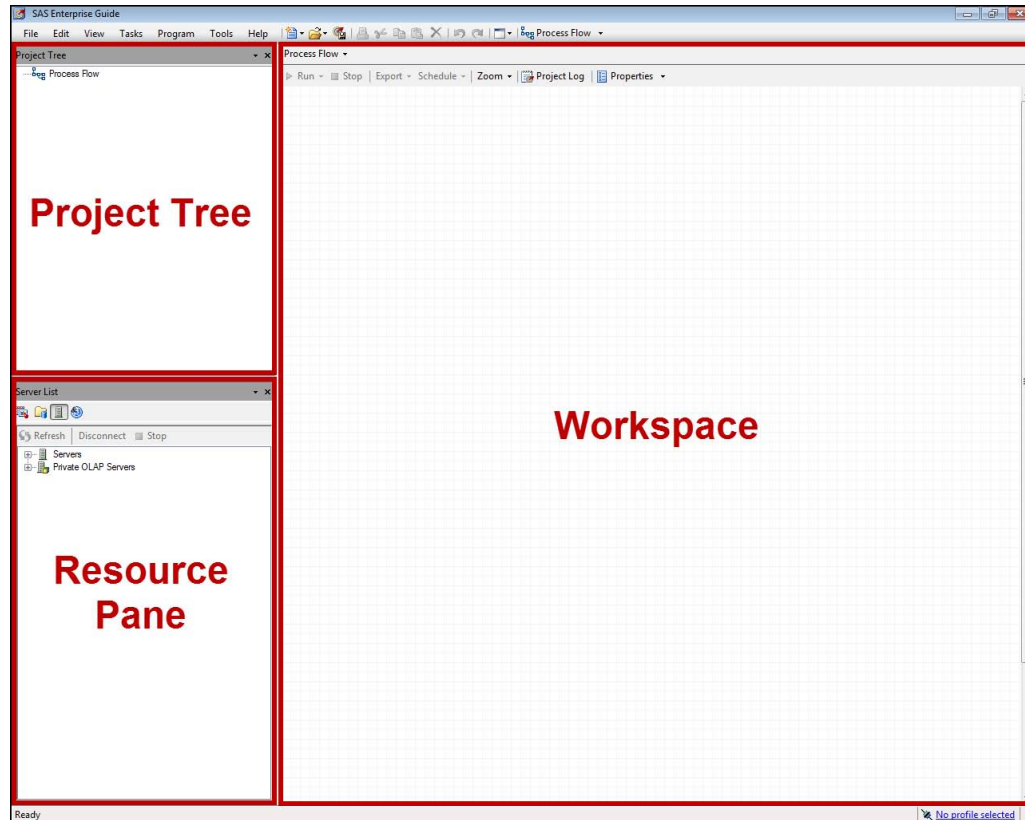 SAS Enterprise Guide
File Edit View Tasks Program Tools Help Process Flow
Project Tree
Process Flow
Process Flow
Run Stop Export Schedule Zoom Project Log Properties
Project Tree
Workspace
Server List
Refresh Disconnect Stop
Servers
Private OLAP Servers
Resource
Pane
Ready
No profile selected